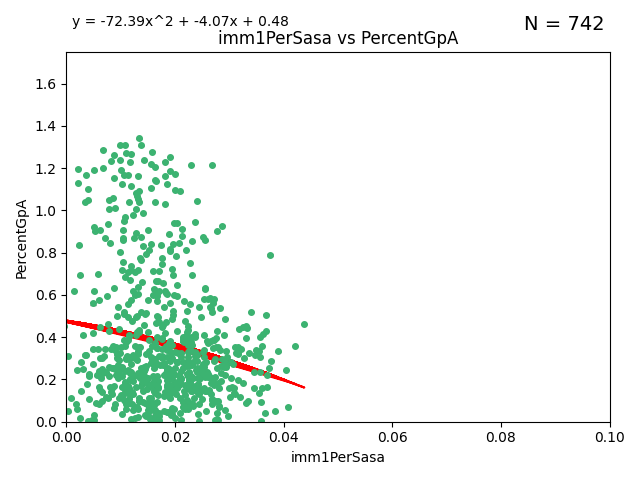 y = -72.39x^2 + -4.07x + 0.48
N = 742
imm1PerSasa vs PercentGpA
1.6
1.4
1.2
1.0
0.8
0.6
0.4
0.2
0.0
PercentGpA
0.00 0.02 0.04 0.06 0.08 0.10
imm1PerSasa